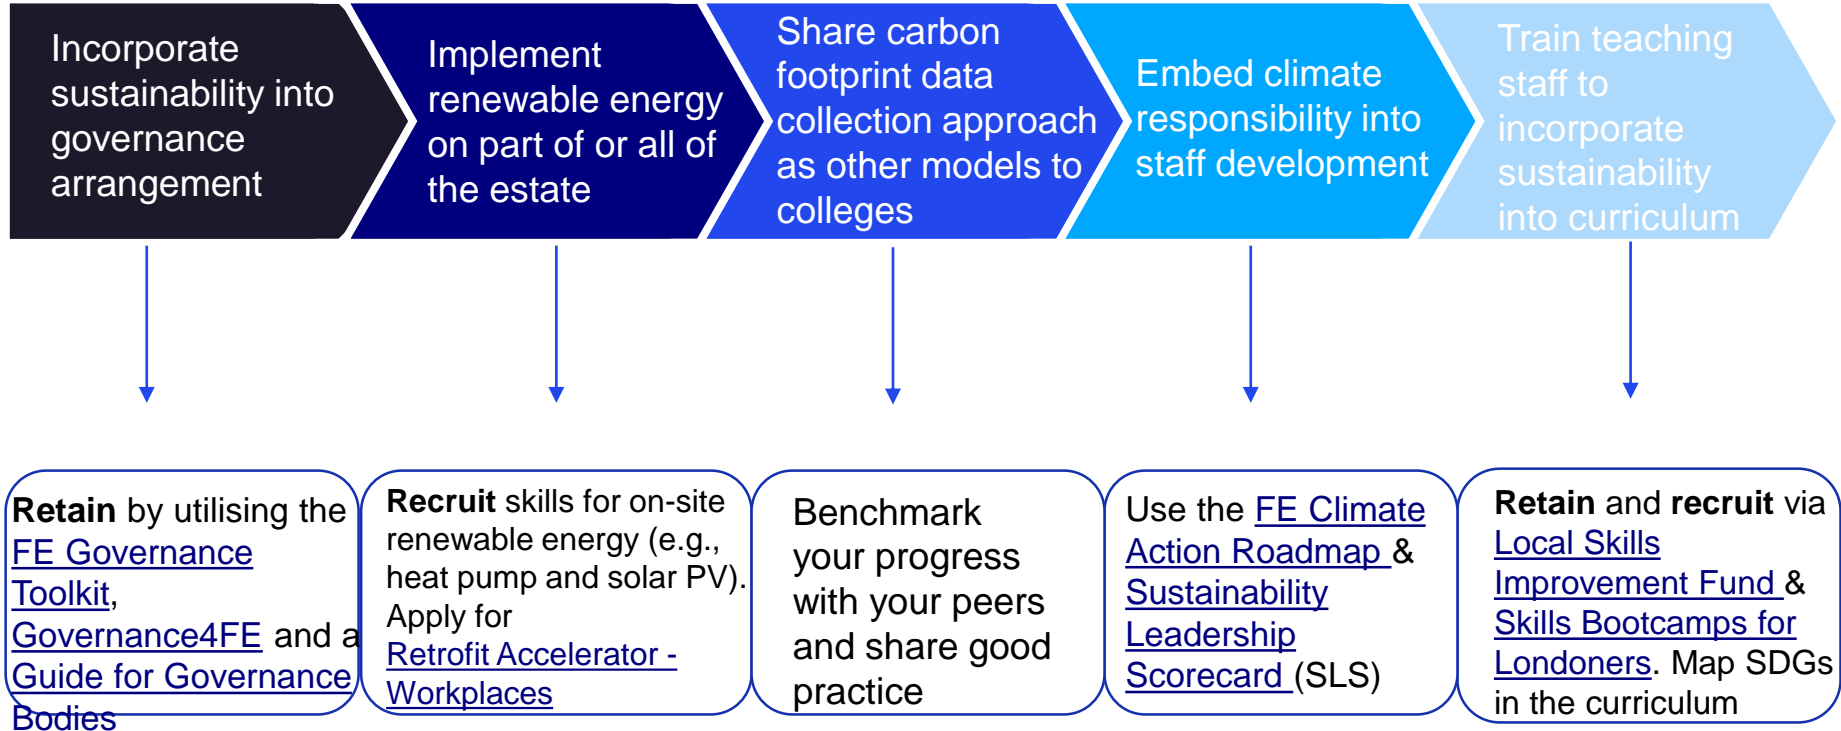 Incorporate
sustainability into
governance
arrangement
Implement
renewable energy
on part of or all of
the estate
Share carbon
footprint data
collection approach
as other models to
colleges
Embed climate
responsibility into
staff development
Train teaching
staff to
incorporate
sustainability
into curriculum
Retain by utilising the
FE Governance
Toolkit,
Governance4FE and a
Guide for Governance
Bodies
Recruit skills for on-site
renewable energy (e.g.,
heat pump and solar PV).
Apply for
Retrofit Accelerator -
Workplaces
Benchmark
your progress
with your peers
and share good
practice
Use the FE Climate
Action Roadmap &
Sustainability
Leadership
Scorecard (SLS)
Retain and recruit via
Local Skills
Improvement Fund &
Skills Bootcamps for
Londoners. Map SDGs
in the curriculum